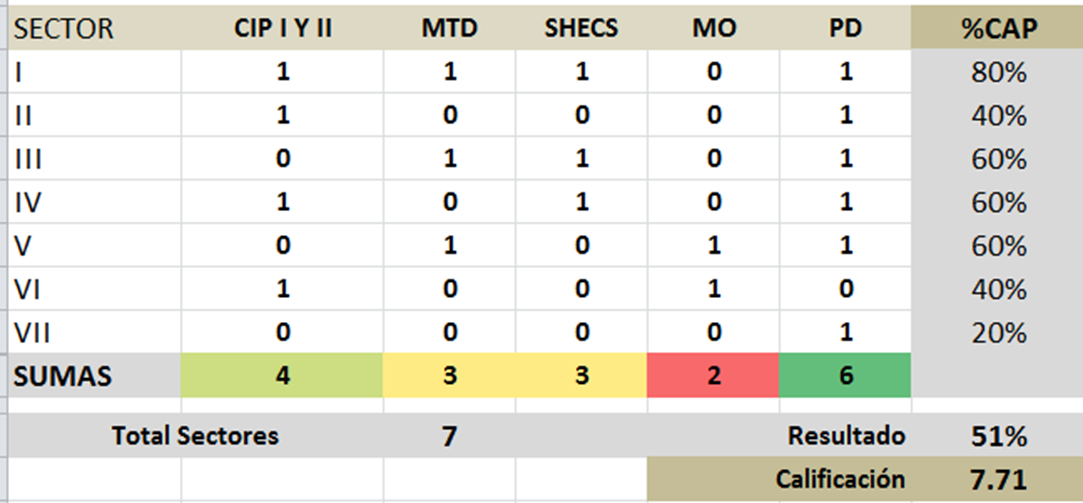 SECTOR CIP I Y II MTD SHECS MO PD %CAP
I 1 1 1 0 1 80%
II 1 0 0 0 1 40%
III 0 1 1 0 1 60%
IV 1 0 1 0 1 60%
V 0 1 0 1 1 60%
VI 1 0 0 1 0 40%
VII 0 0 0 0 1 20%
SUMAS 4 3 3 2 6
Total Sectores 7 Resultado 51%
Calificación 7.71